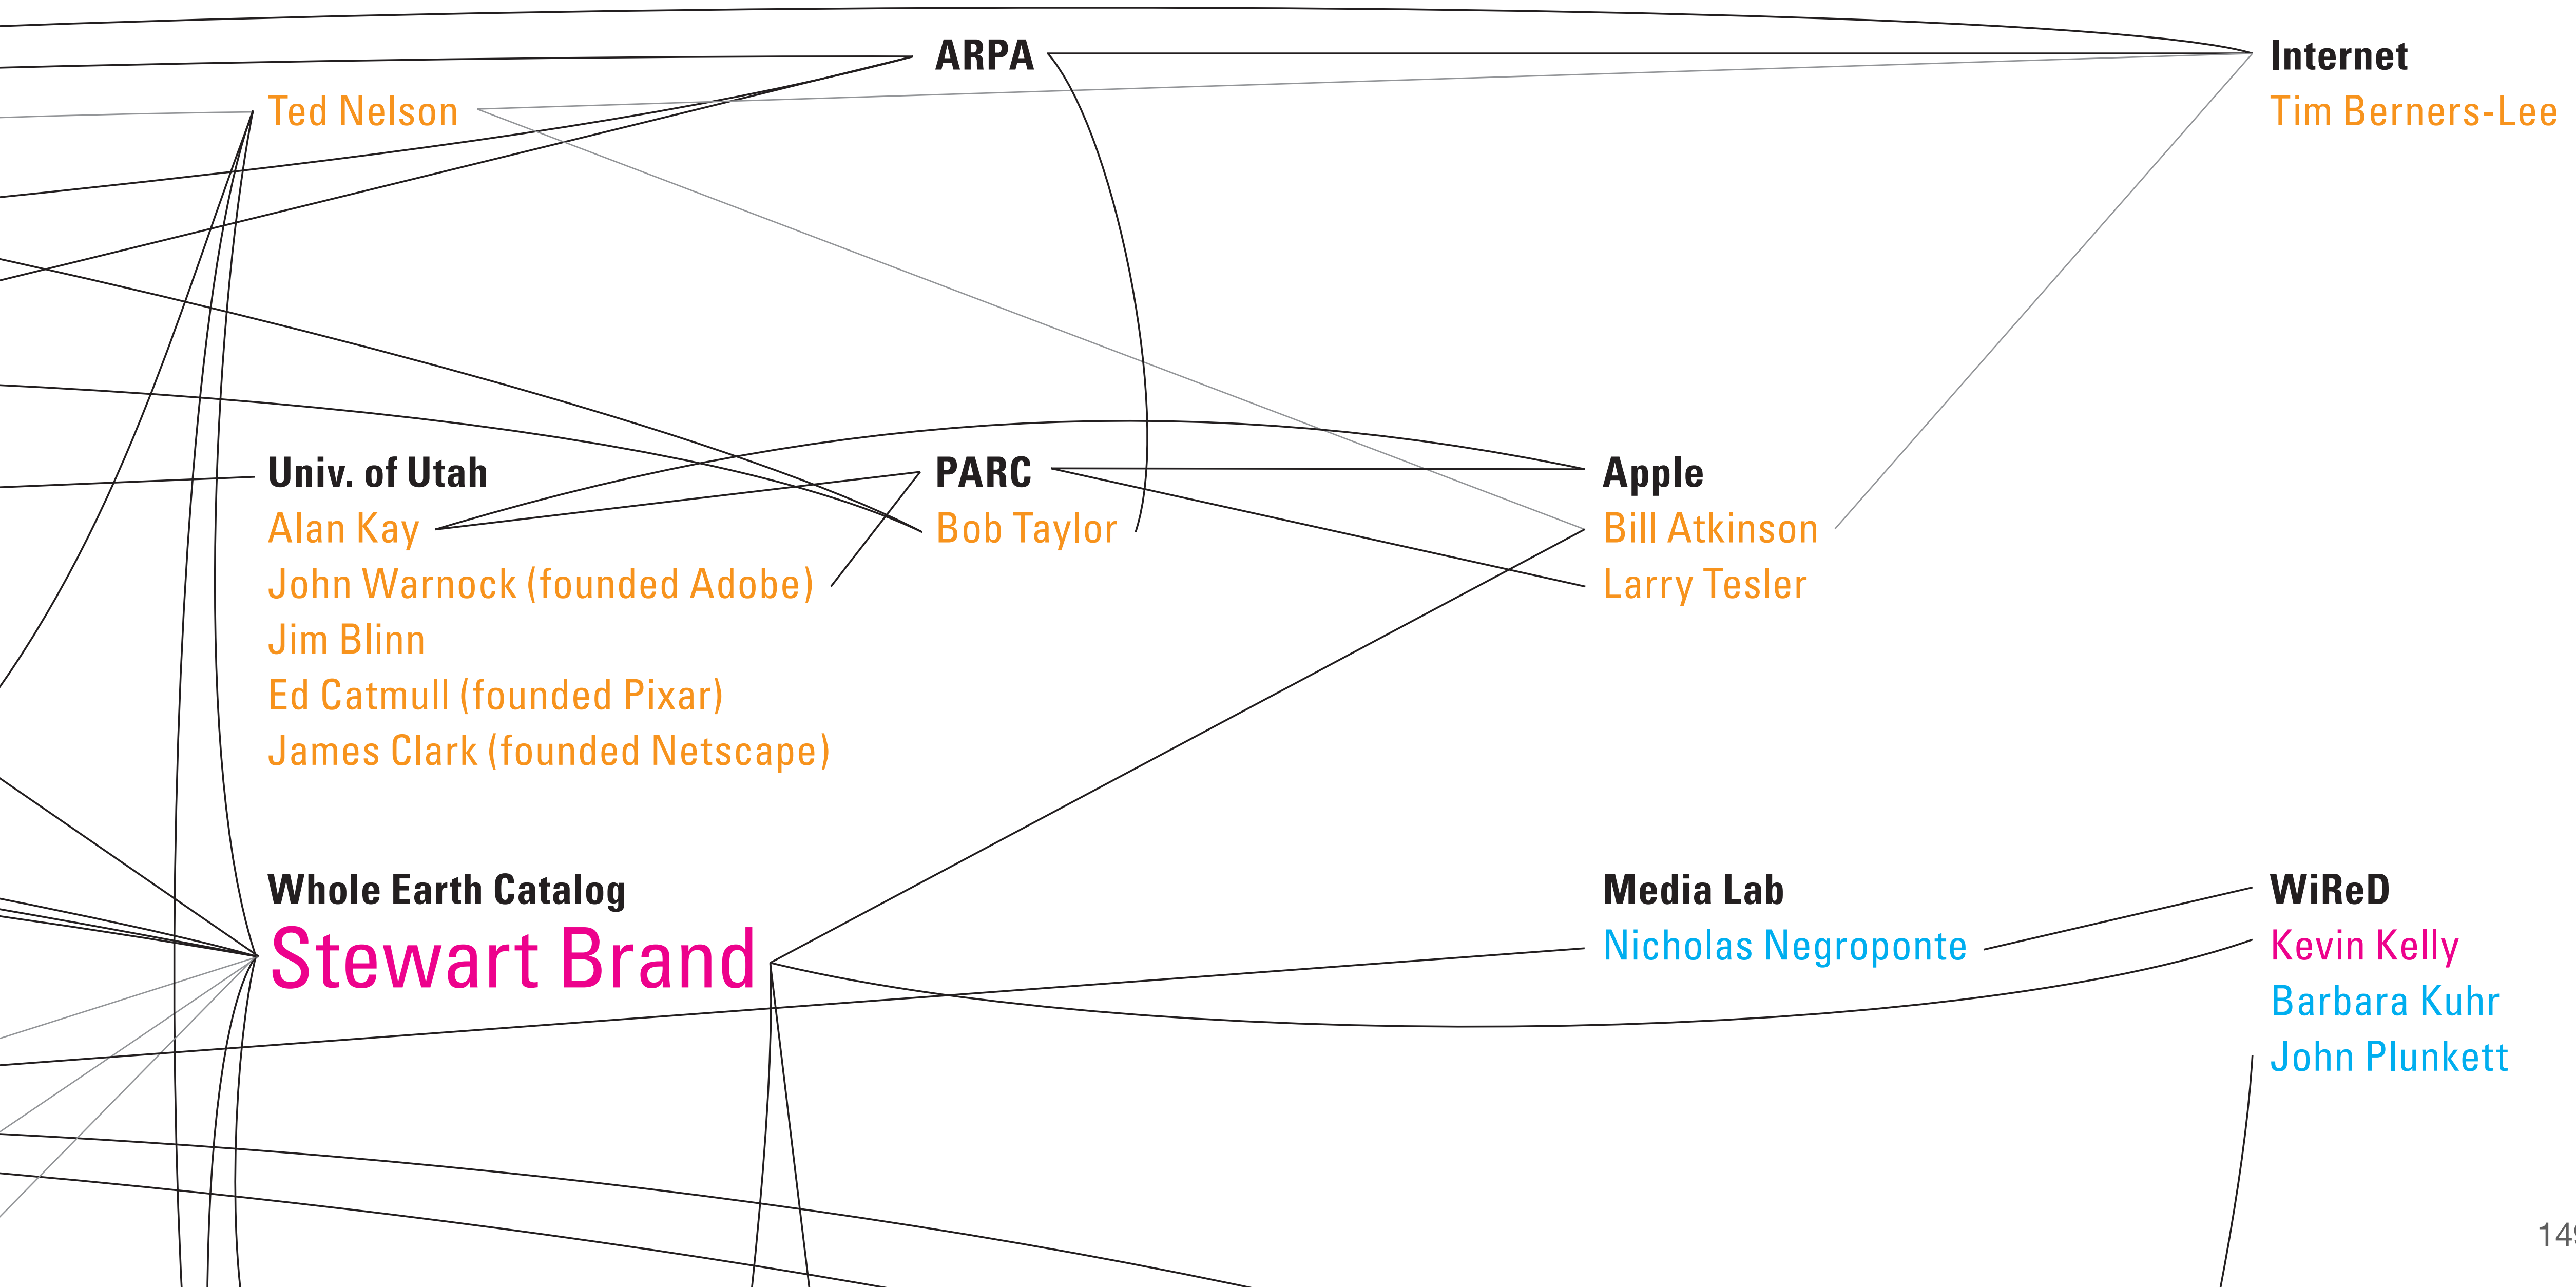 ARPA
Internet
Ted Nelson
Tim Berners-Lee
Univ. of Utah
Alan Kay
John Warnock (founded Adobe)
Jim Blinn
Ed Catmull (founded Pixar)
James Clark (founded Netscape)
PARC
Bob Taylor
Apple
Bill Atkinson
Larry Tesler
Whole Earth Catalog
Stewart Brand
Media Lab
Nicholas Negroponte
WiReD
Kevin Kelly
Barbara Kuhr
John Plunkett
149